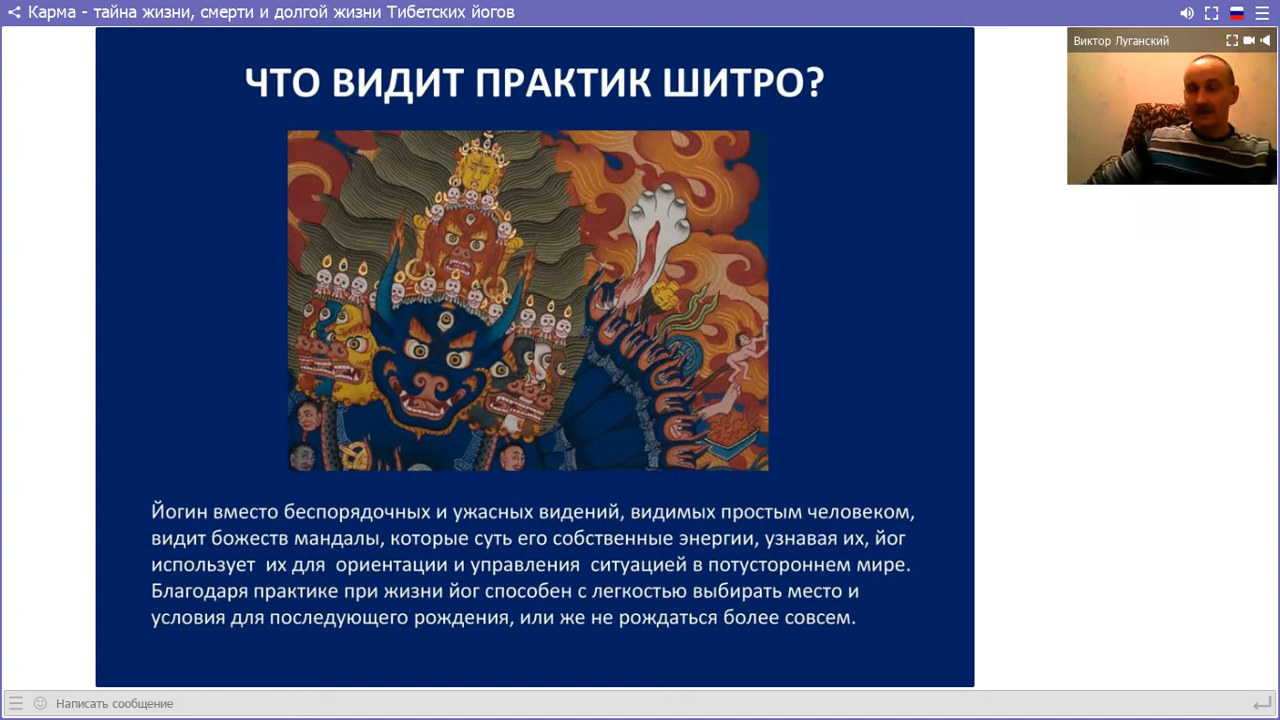 Карма - тайна жизни, смерти и долгой жизни Тибетских йогов
Виктор Луганский
ЧТО ВИДИТ ПРАКТИК ШИТРО?
Йогин вместо беспорядочных и ужасных видений, видимых простым человеком,
видит божеств мандалы, которые суть его собственные энергии, узнавая их, йог
использует их для ориентации и управления ситуацией в потустороннем мире.
Благодаря практике при жизни йог способен с легкостью выбирать место и
условия для последующего рождения, или же не рождаться более совсем.
Написать сообщение